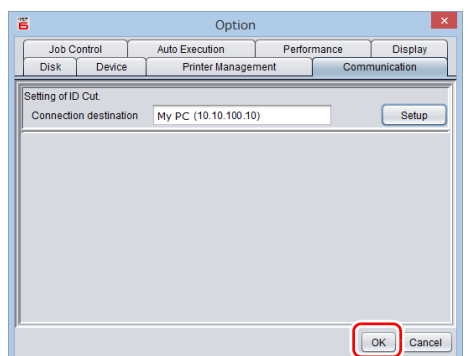 Option
Job Control Auto Execution Performance Display
Disk Device Printer Management Communication
Setting of ID Cut.
Connection destination My PC (10.10.100.10) Setup
OK Cancel